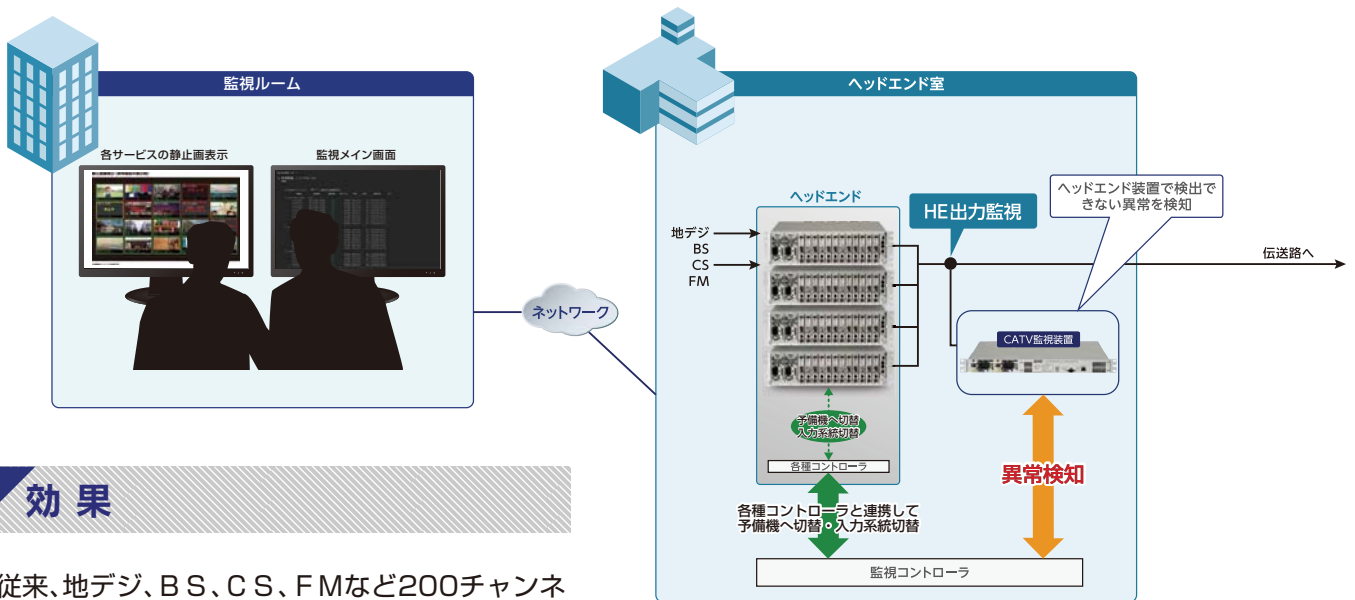 監視ルーム
各サービスの静止画表示
監視メイン画面
ネットワーク
ヘッドエンド室
ヘッドエンド
地デジ
BS
CS
FM
HE出力監視
ヘッドエンド装置で検出で
きない異常を検知
伝送路へ
CATV監視装置
予備機へ切替
入力系統切替
各種コントローラ
各種コントローラと連携して
予備機へ切替・入力系統切替
異常検知
監視コントローラ
効果
従来、地デジ、BS、CS、FMなど200チャンネ